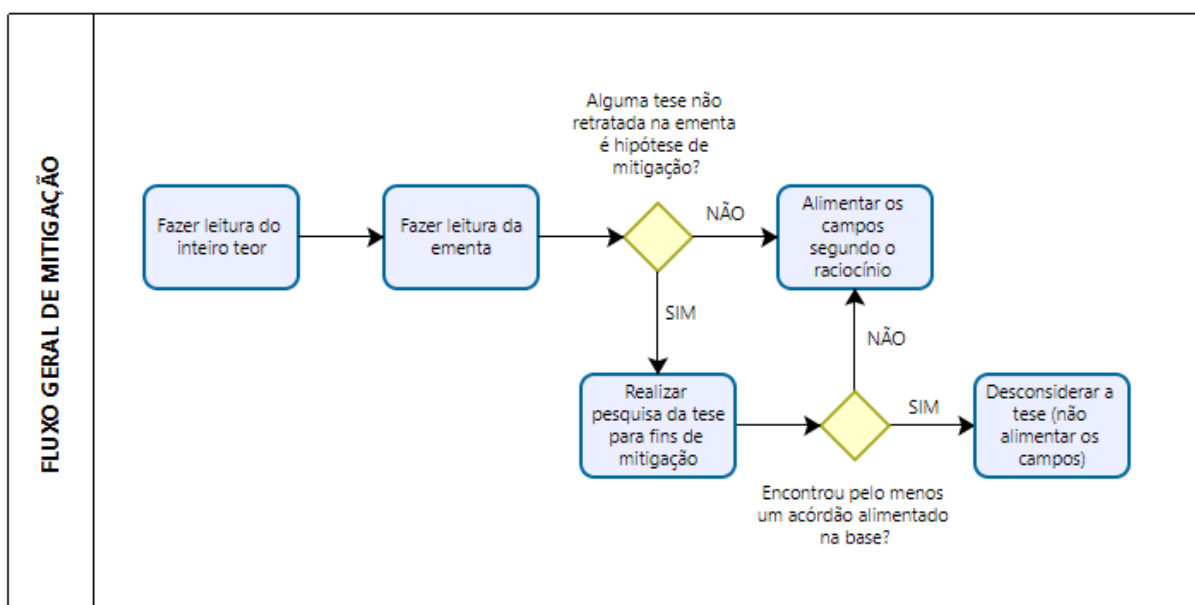 FLUXO GERAL DE MITIGAÇÃO
Fazer leitura do
inteiro teor
Fazer leitura da
ementa
Alguma tese não
retratada na ementa
é hipótese de
mitigação?
NÃO
Alimentar os
campos
segundo o
raciocínio
SIM
Realizar
pesquisa da tese
para fins de
mitigação
Encontrou pelo menos
um acórdão alimentado
na base?
NÃO
SIM
Desconsiderar a
tese (não
alimentar os
campos)